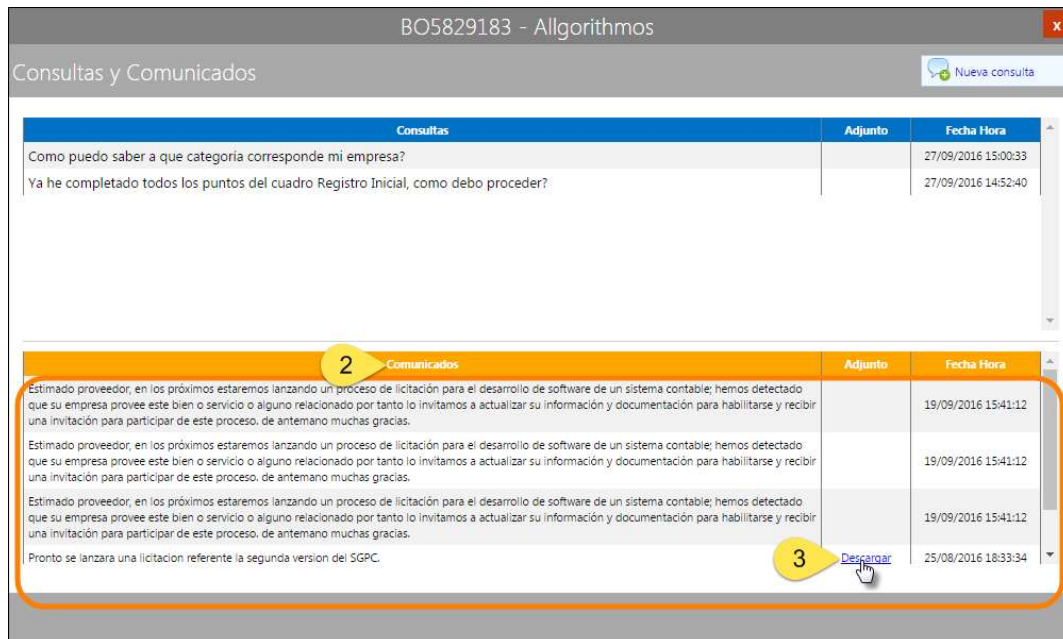 BO5829183 - Allgorithmos
x
Consultas y Comunicados
Nueva consulta
Consultas Adjunto Fecha Hora
Como puedo saber a que categoría corresponde mi empresa? 27/09/2016 15:00:33
Ya he completado todos los puntos del cuadro Registro Inicial, como debo proceder? 27/09/2016 14:52:40
2 Comunicados Adjunto Fecha Hora
Estimado proveedor, en los próximos estaremos lanzando un proceso de licitación para el desarrollo de software de un sistema contable; hemos detectado
que su empresa provee este bien o servicio o alguno relacionado por tanto lo invitamos a actualizar su información y documentación para habilitarse y recibir 19/09/2016 15:41:12
una invitación para participar de este proceso. de antemano muchas gracias.
Estimado proveedor, en los próximos estaremos lanzando un proceso de licitación para el desarrollo de software de un sistema contable; hemos detectado
que su empresa provee este bien o servicio o alguno relacionado por tanto lo invitamos a actualizar su información y documentación para habilitarse y recibir 19/09/2016 15:41:12
una invitación para participar de este proceso. de antemano muchas gracias.
Estimado proveedor, en los próximos estaremos lanzando un proceso de licitación para el desarrollo de software de un sistema contable; hemos detectado
que su empresa provee este bien o servicio o alguno relacionado por tanto lo invitamos a actualizar su información y documentación para habilitarse y recibir 19/09/2016 15:41:12
una invitación para participar de este proceso. de antemano muchas gracias.
Pronto se lanzara una licitacion referente la segunda version del SGPC. 3 Descargar 25/08/2016 18:33:34